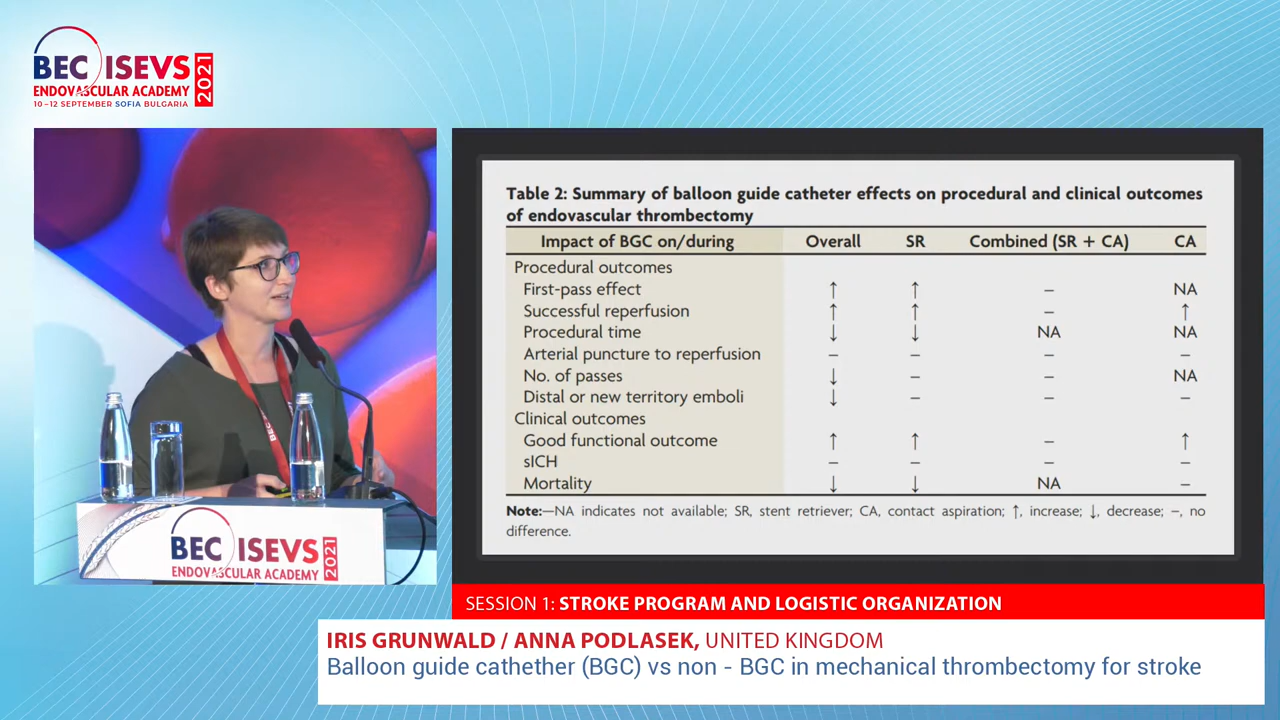 BEC ISEVS 2021
ENDOVASCULAR ACADEMY
10-12 SEPTEMBER SOFIA BULGARIA
BEC
BEC ISEVS 2021
ENDOVASCULAR ACADEMY
Table 2: Summary of balloon guide catheter effects on procedural and clinical outcomes
of endovascular thrombectomy
Impact of BGC on/during Overall SR Combined (SR + CA) CA
Procedural outcomes
First-pass effect ↑ ↑ – NA
Successful reperfusion ↑ ↑ – ↑
Procedural time ↓ ↓ NA NA
Arterial puncture to reperfusion – – – –
No. of passes ↓ – – NA
Distal or new territory emboli ↓ – – –
Clinical outcomes
Good functional outcome ↑ ↑ – ↑
sICH – – – –
Mortality ↓ ↓ NA –
Note:—NA indicates not available; SR, stent retriever; CA, contact aspiration; ↑, increase; ↓, decrease; –, no
difference.
SESSION 1: STROKE PROGRAM AND LOGISTIC ORGANIZATION
IRIS GRUNWALD / ANNA PODLASEK, UNITED KINGDOM
Balloon guide cathether (BGC) vs non - BGC in mechanical thrombectomy for stroke